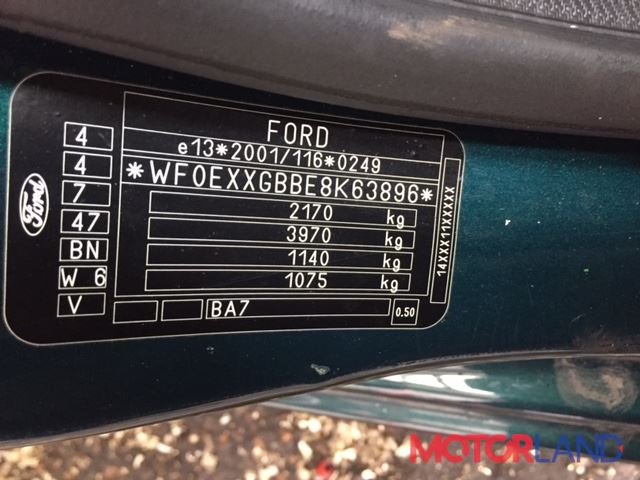 FORD
e13*2001/116*0249
*WF0EXXGBBE8K63896*
2170 kg
3970 kg
1140 kg
1075 kg
4
4
7
47
BN
W 6
V
BA7
0.50
14XXX11XXXXX
Ford
MOTORLAND